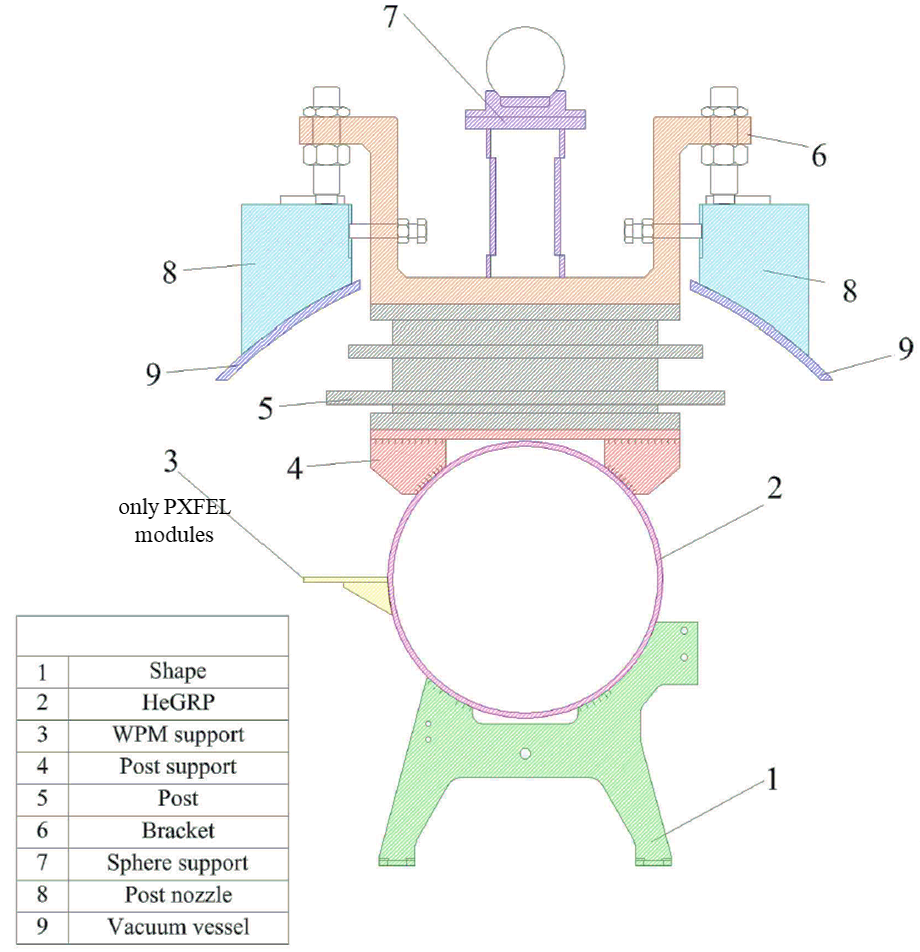 7
6
8
8
9
9
5
4
3
only PXFEL
modules
2
1
1 Shape
2 HeGRP
3 WPM support
4 Post support
5 Post
6 Bracket
7 Sphere support
8 Post nozzle
9 Vacuum vessel